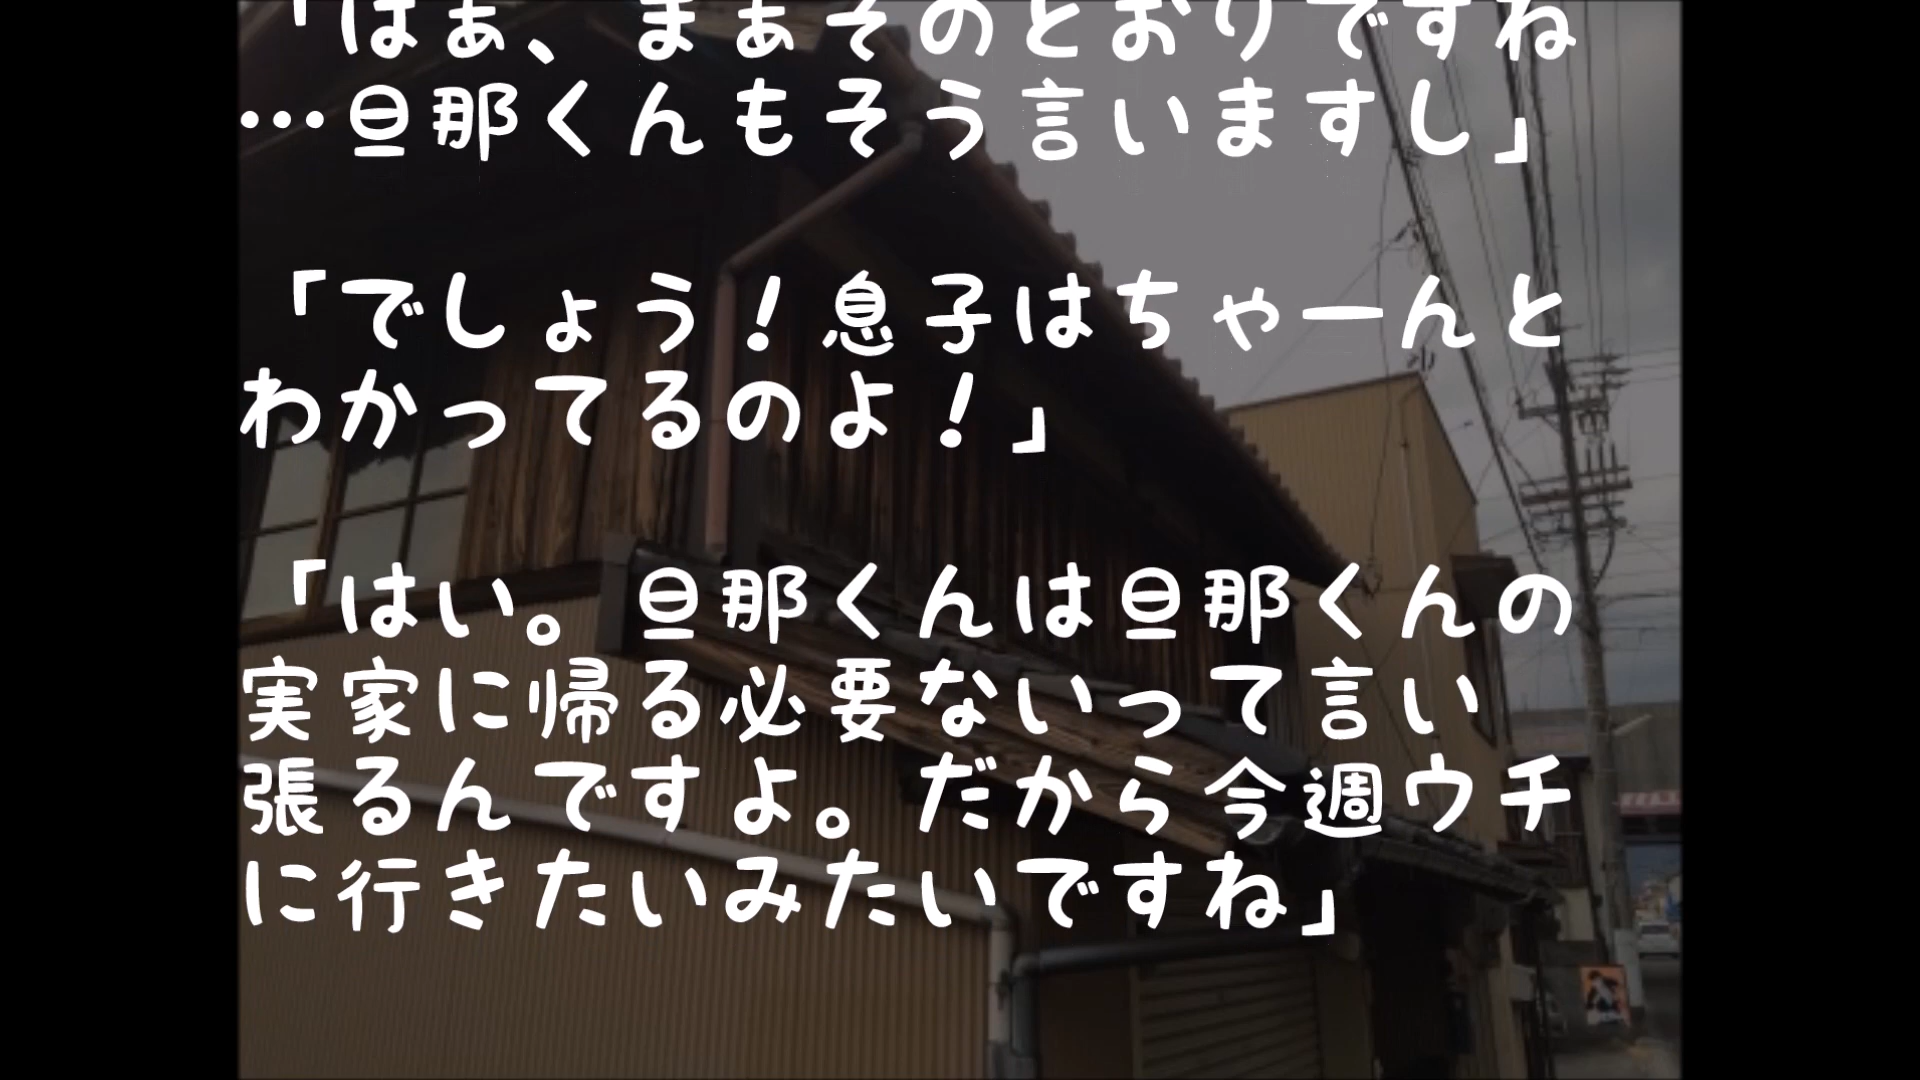 「はぁ、まぁそのとおりですね
…旦那くんもそう言いますし」
「でしょう！息子はちゃーんと
わかってるのよ！」
「はい。旦那くんは旦那くんの
実家に帰る必要ないって言い
張るんですよ。だから今週ウチ
に行きたいみたいですね」